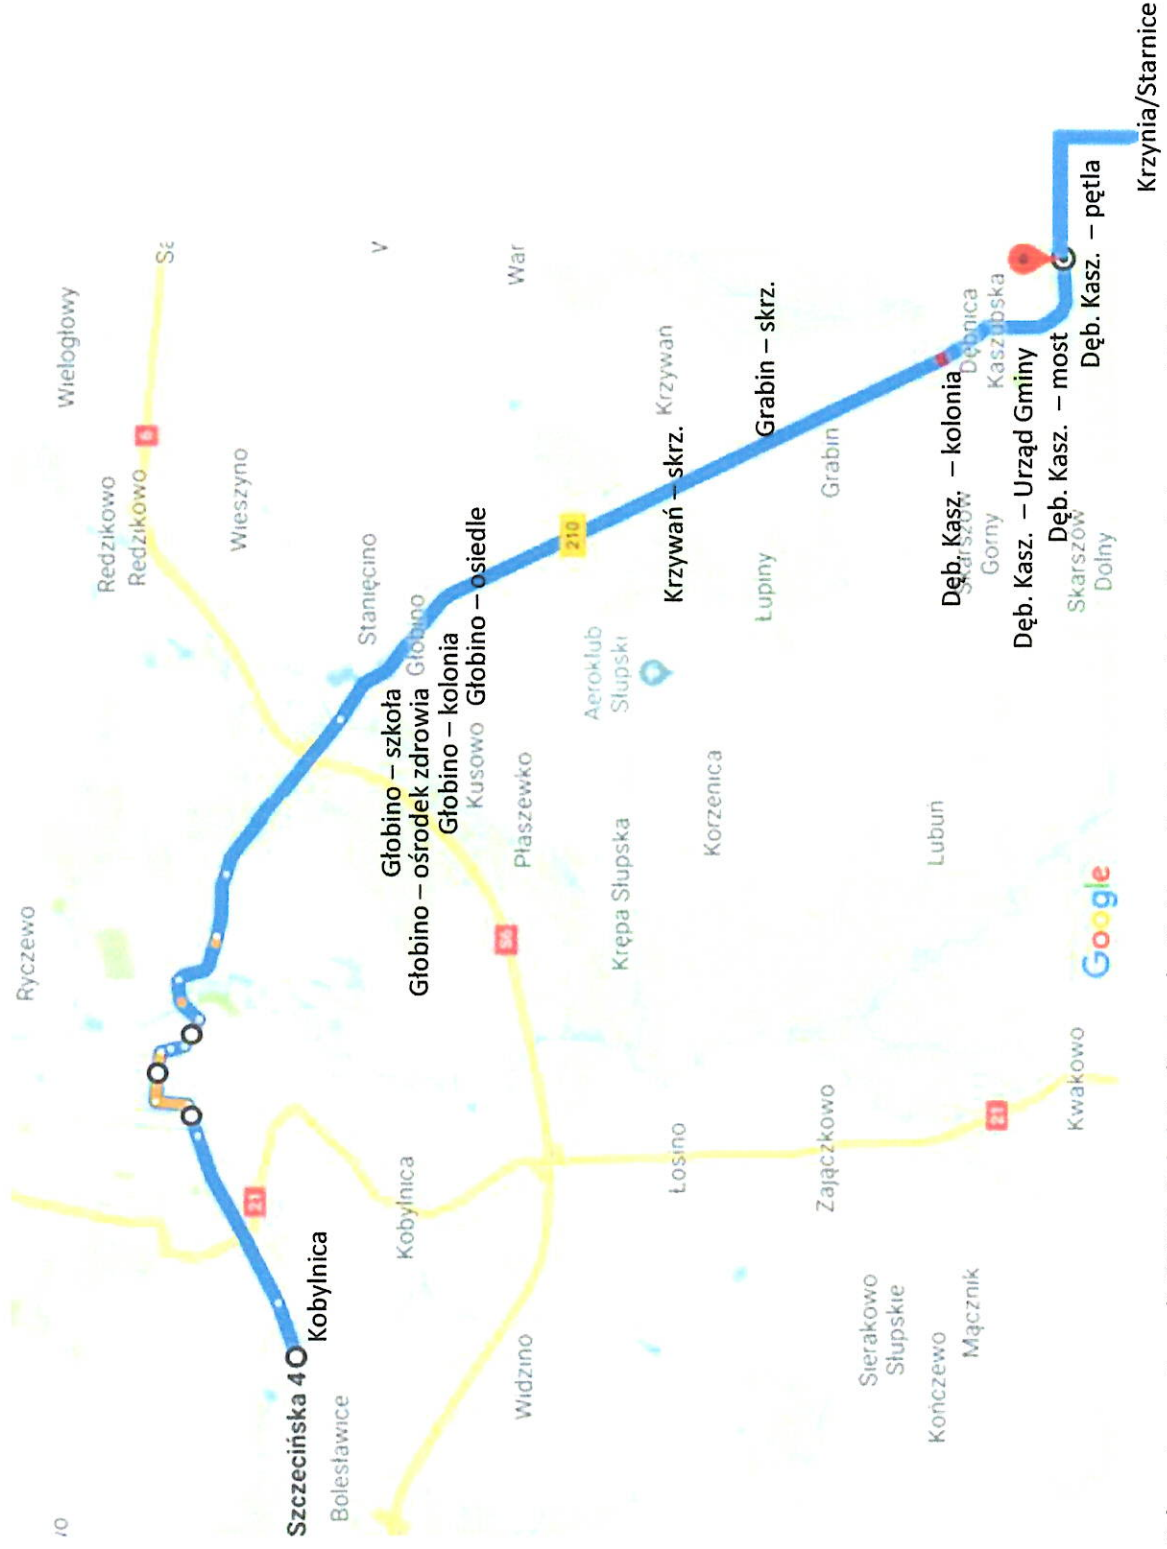 Ryczewo
Wielogłowy
Redzikowo
Redzikowo
6
Wieszyno
21
Szczecińska 4
Kobylnica
Bolesławice
Stanięcino
V
Głobino – szkoła
Kobylnica
Głobino
Głobino – ośrodek zdrowia
Głobino – kolonia
Kusowo
Głobino – osiedle
S6
War
Widzino
Płaszewko
210
Aeroklub
Słupski
Krępa Słupska
Krzywan
Krzywań – skrz.
Łosino
Korzenica
Łupiny
Grabin – skrz.
Grabin
Zajączkowo
Sierakowo
Słupskie
Lubuń
Kończewo
Mącznik
Dęb. Kasz. – kolonia
Skarszów
Gorny
Dębnica
Kaszubska
21
Dęb. Kasz. – Urząd Gminy
Dęb. Kasz. – most
Kwakowo
Skarszów
Dolny
Dęb. Kasz. – pętla
Google
Krzynia/Starnice